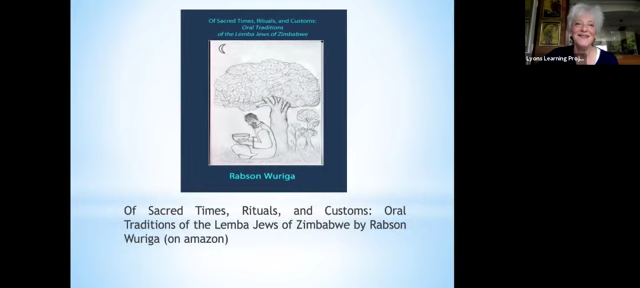 Of Sacred Times, Rituals, and Customs:
Oral Traditions
of the Lemba Jews of Zimbabwe
Rabson Wuriga
Of Sacred Times, Rituals, and Customs: Oral
Traditions of the Lemba Jews of Zimbabwe by Rabson
Wuriga (on amazon)
Lyons Learning Proj...